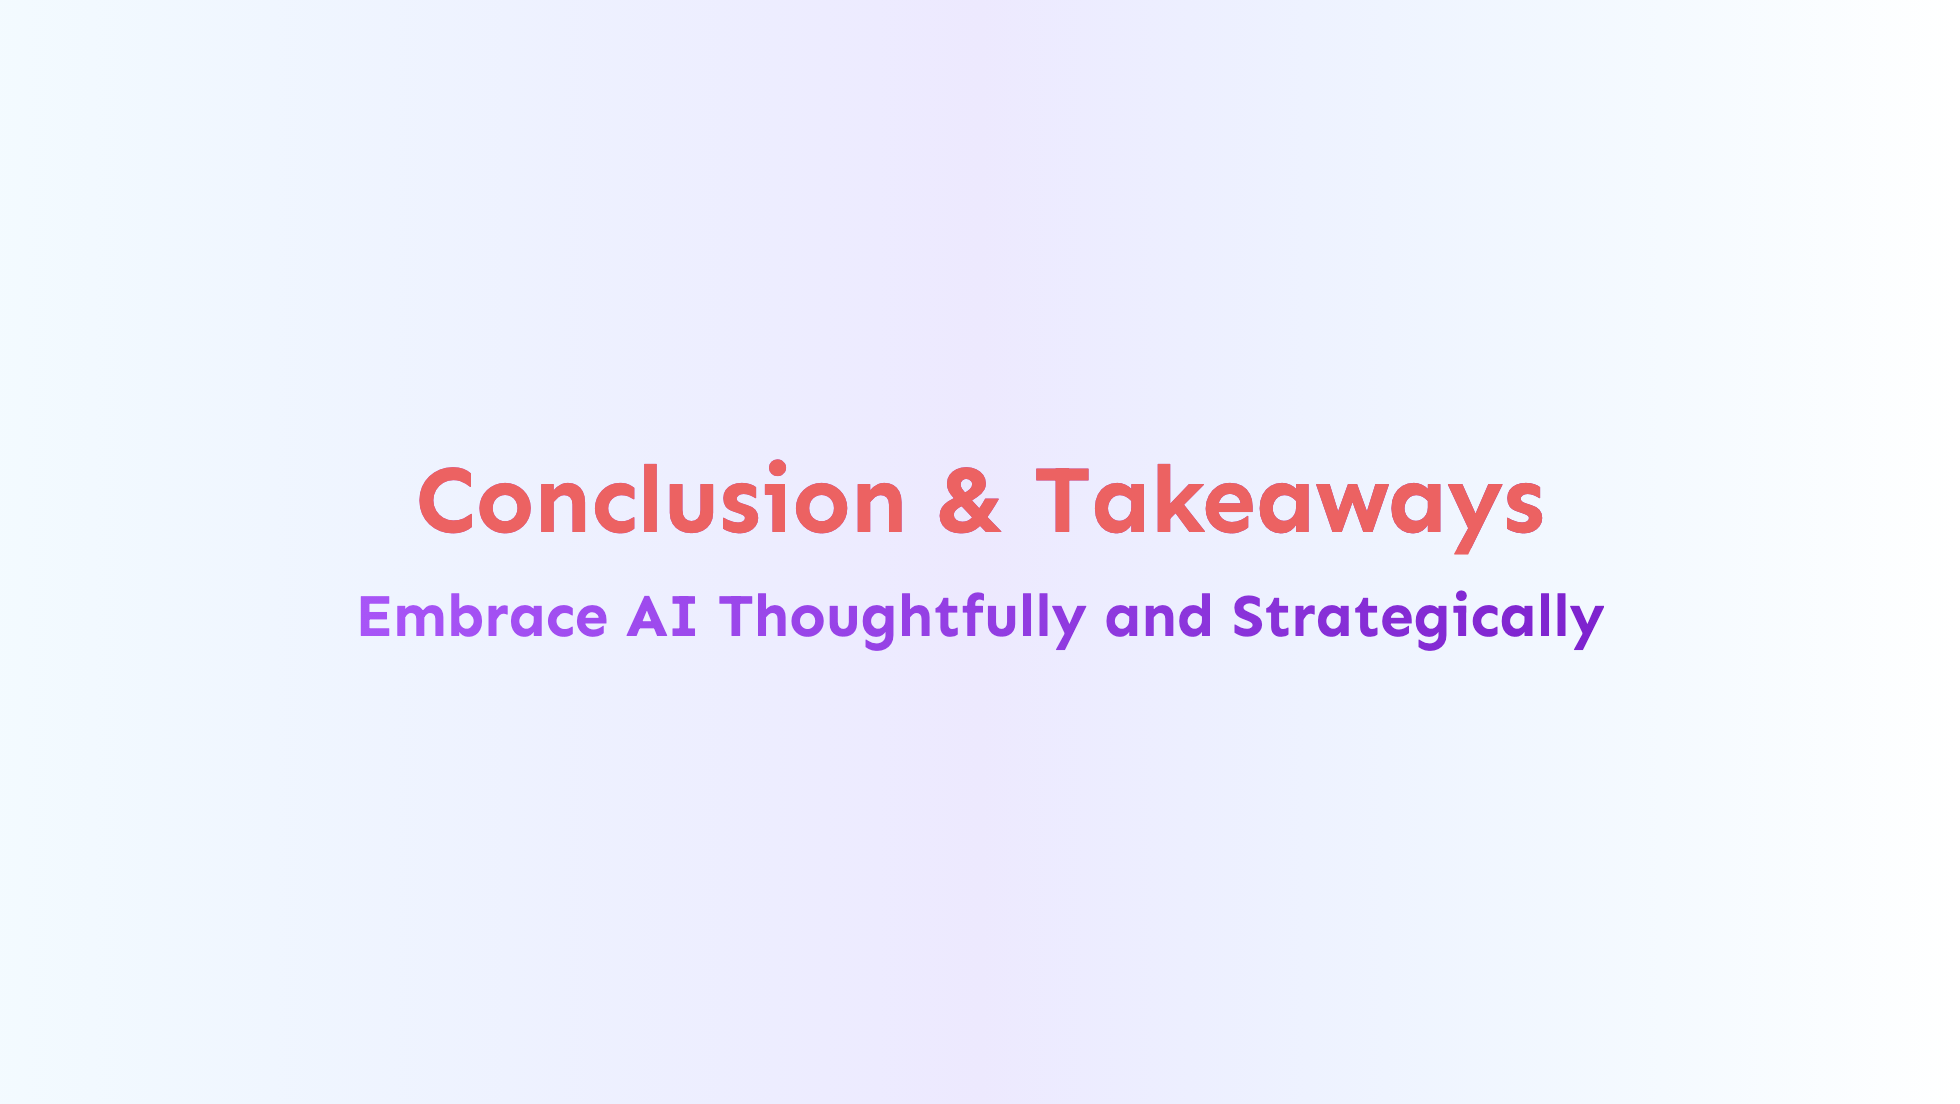 Conclusion & Takeaways
Embrace AI Thoughtfully and Strategically